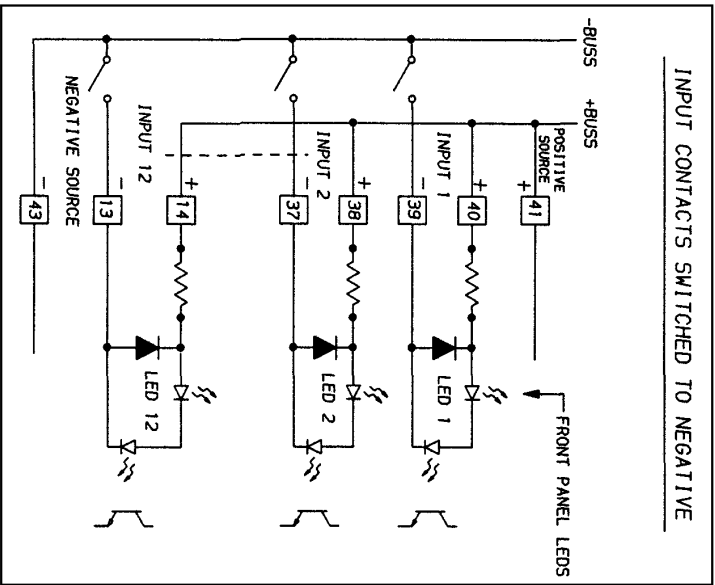 INPUT CONTACTS SWITCHED TO NEGATIVE
-BUSS
+BUSS
POSITIVE
SOURCE
+
41
FRONT PANEL LEDS
+
40
INPUT 1
-
39
LED 1
+
38
INPUT 2
-
37
LED 2
+
14
INPUT 12
-
13
LED 12
NEGATIVE SOURCE
-
43